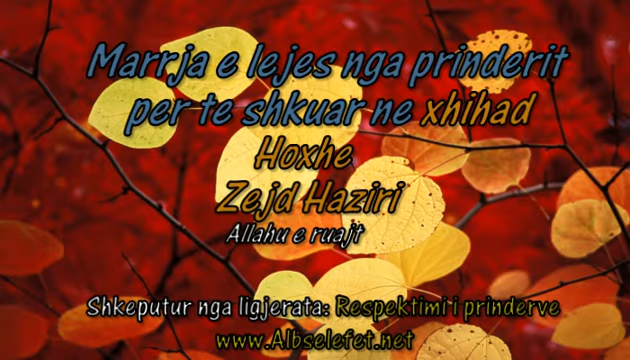 Marrja e lejes nga prinderit
per te shkuar ne xhihad
Hoxhe
Zejd Haziri
Allahu e ruajt
Shkeputur nga ligjerata: Respektimi i prinderve
www.Albselefet.net